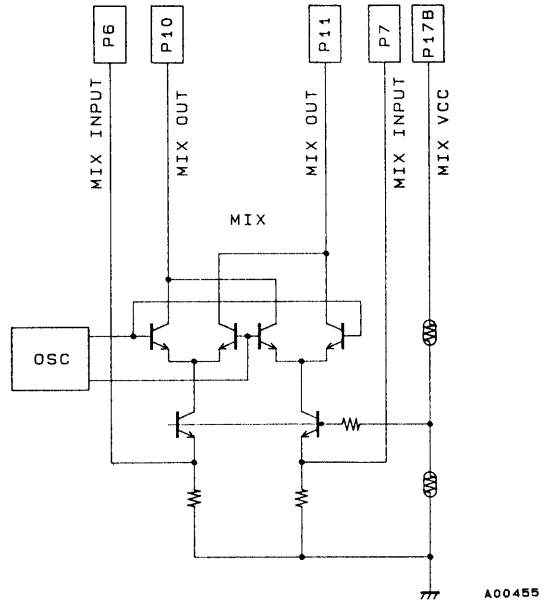 P6
P10
P11
P7
P17B
MIX INPUT
MIX OUT
MIX OUT
MIX INPUT
MIX VCC
MIX
OSC
A00455